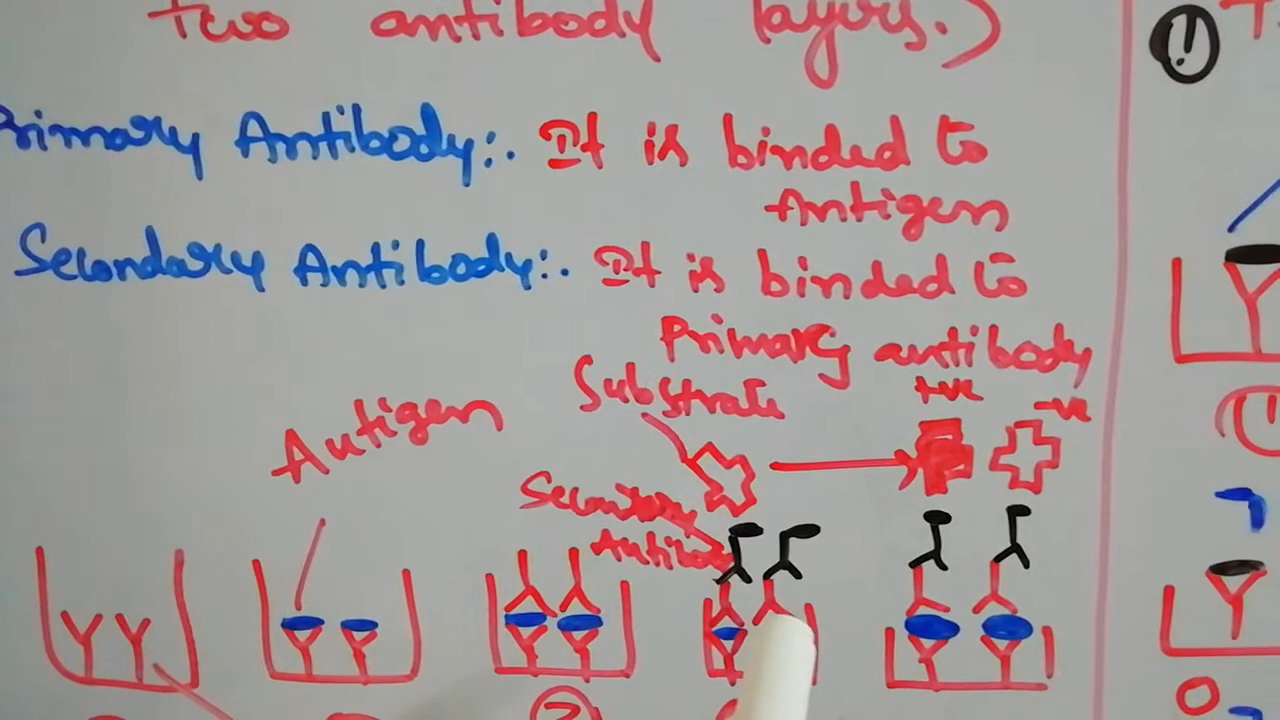 two antibody layers.)
Primary Antibody:. It is binded to
Antigen
Secondary Antibody:. It is binded to
Primary antibody
Substrate
+ve
-ve
Antigen
Secondary
Antibod